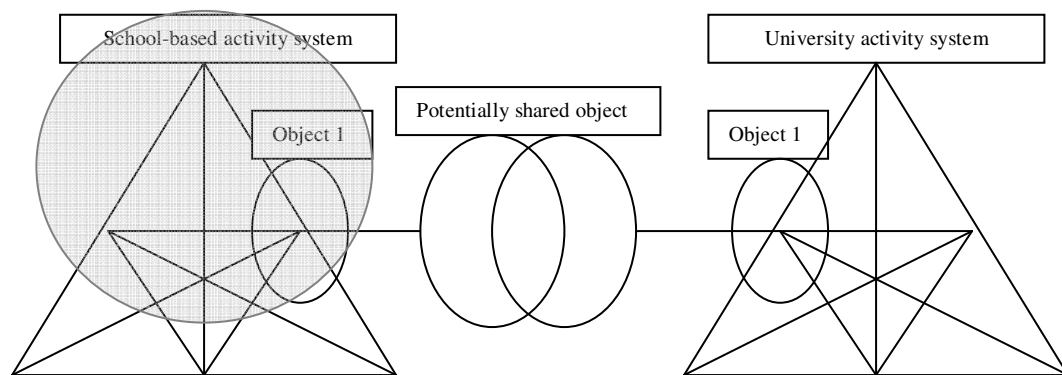 School-based activity system
University activity system
Potentially shared object
Object 1
Object 1